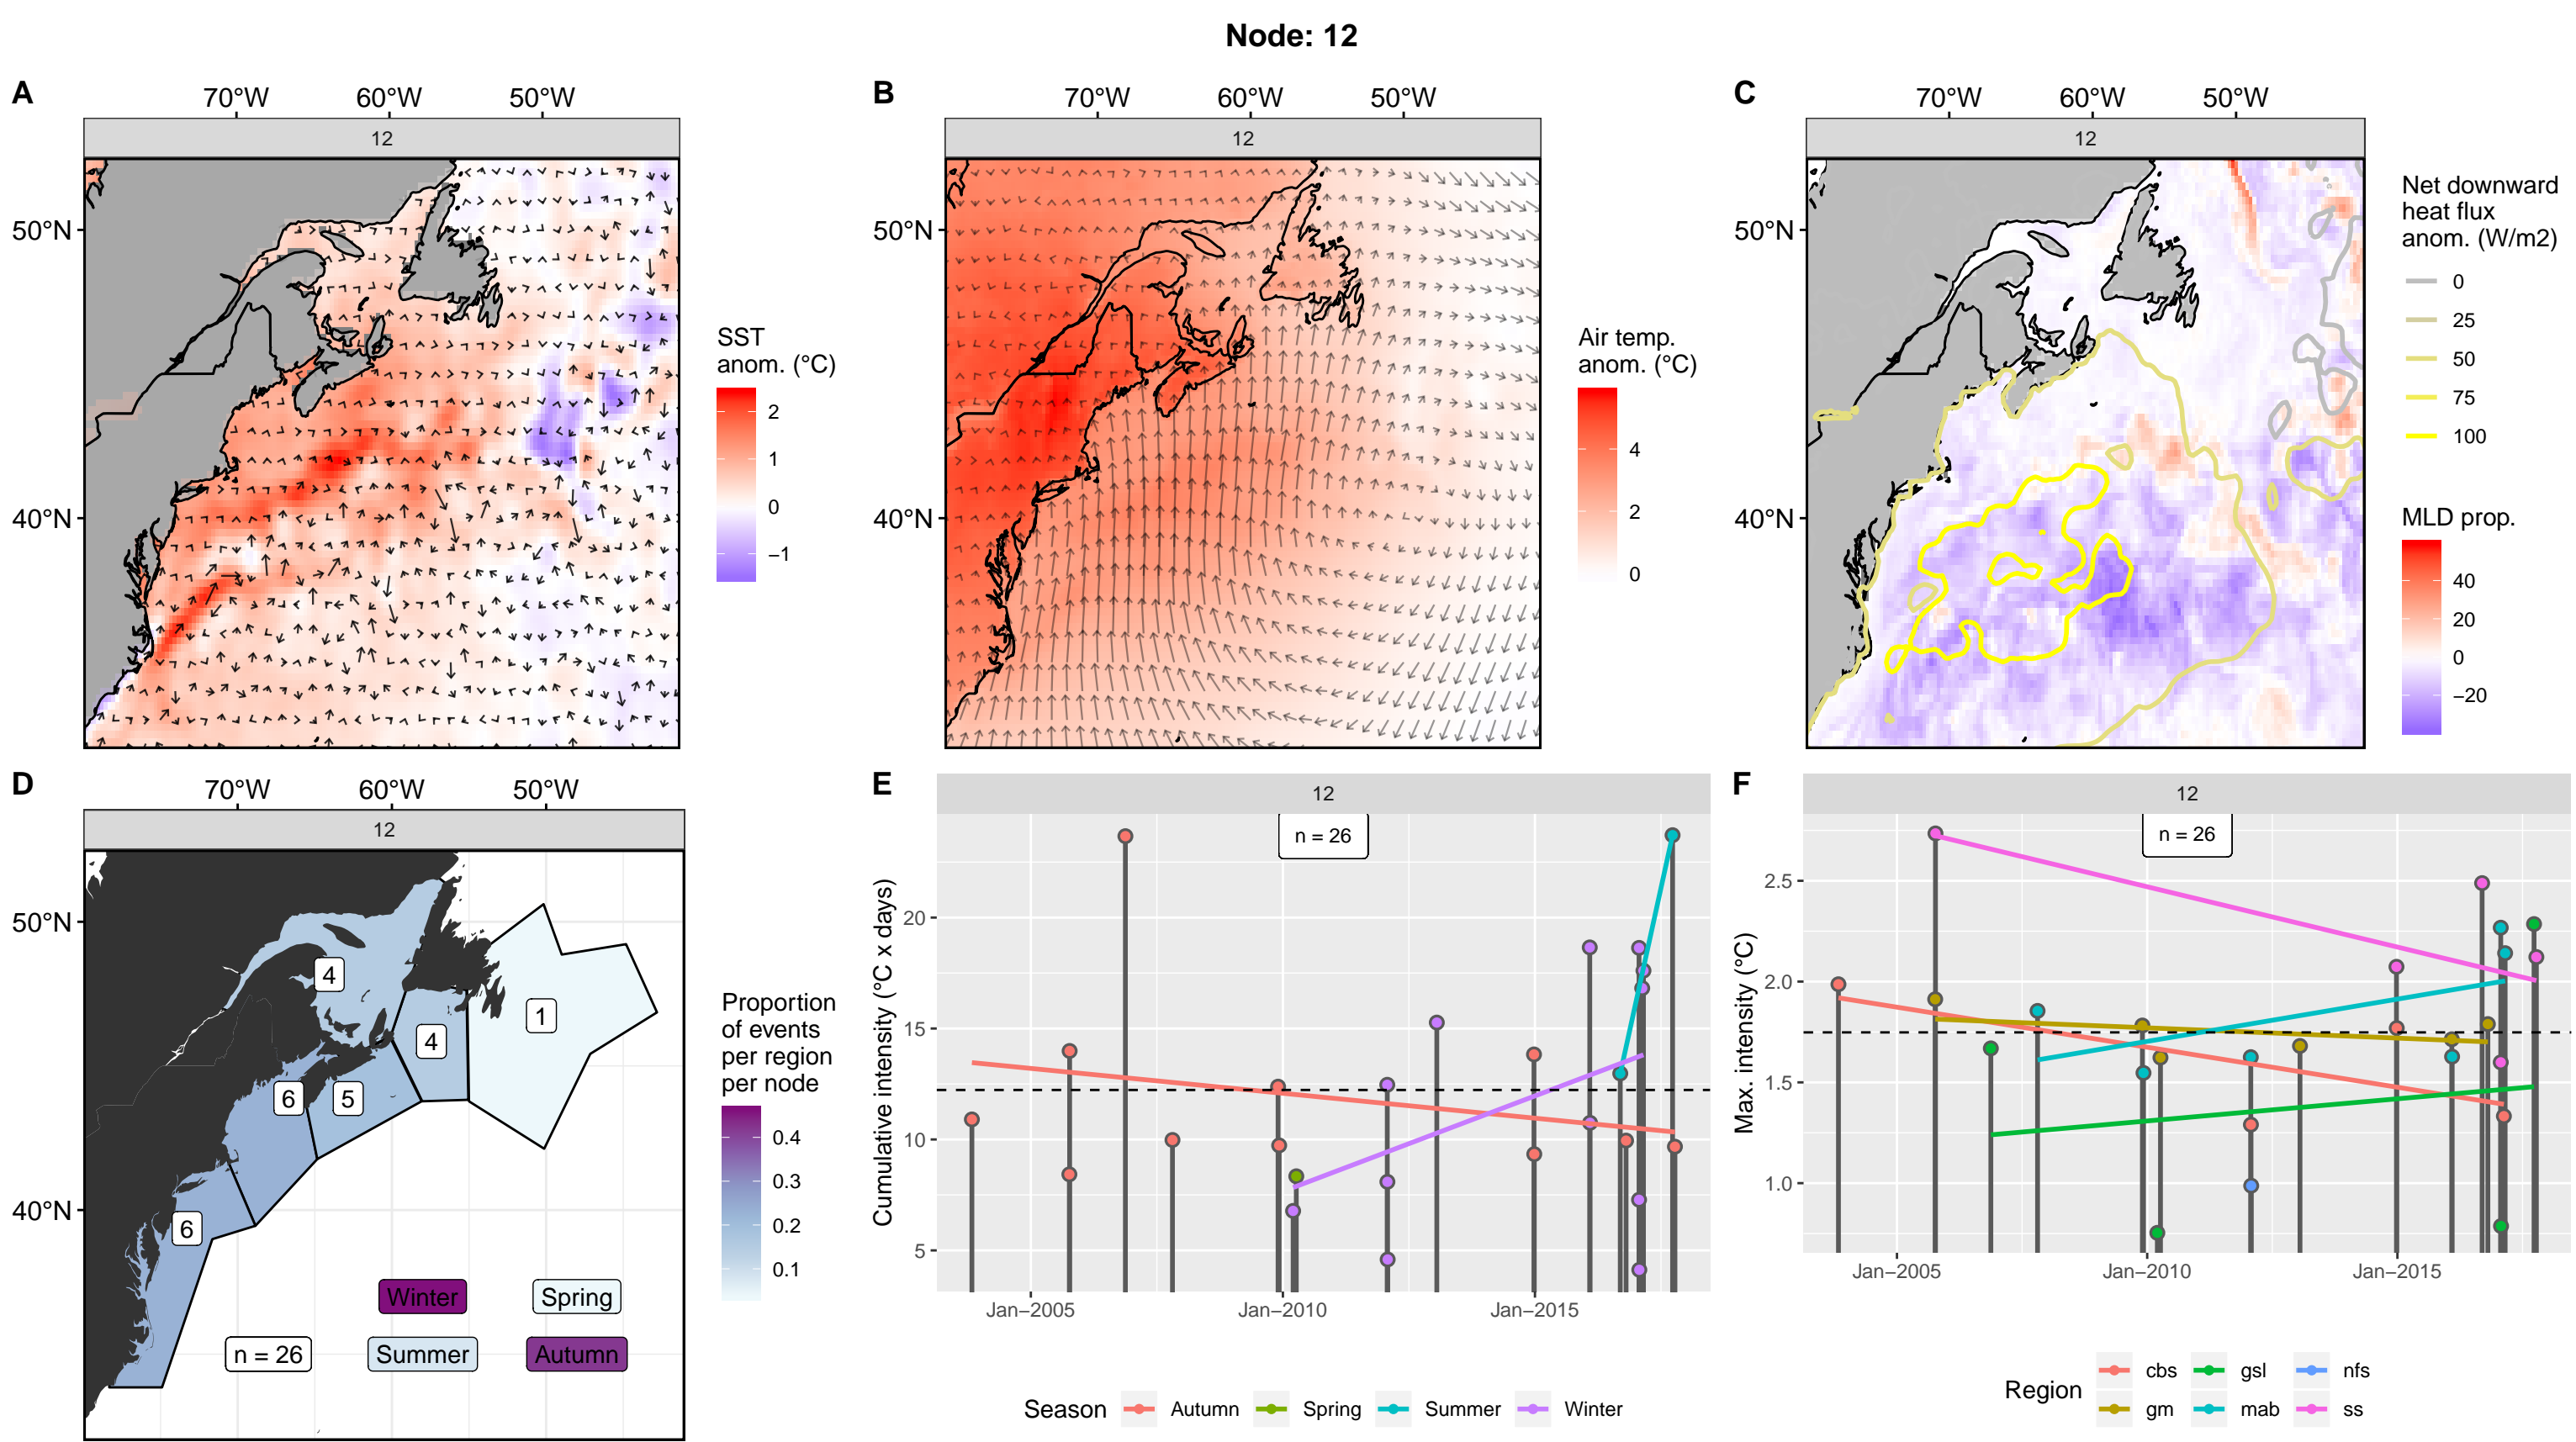 Node: 12
A
70°W 60°W 50°W
12
50°N
40°N
SST
anom. (°C)
2
1
0
−1
B
70°W 60°W 50°W
12
50°N
40°N
Air temp.
anom. (°C)
4
2
0
C
70°W 60°W 50°W
12
50°N
40°N
Net downward
heat flux
anom. (W/m2)
0
25
50
75
100
MLD prop.
40
20
0
−20
D
70°W 60°W 50°W
12
50°N
40°N
4
1
4
6
5
6
Winter
Spring
n = 26
Summer
Autumn
Proportion
of events
per region
per node
0.4
0.3
0.2
0.1
E
12
n = 26
Cumulative intensity (°C x days)
20
15
10
5
Jan−2005 Jan−2010 Jan−2015
Season Autumn Spring Summer Winter
F
12
n = 26
Max. intensity (°C)
2.5
2.0
1.5
1.0
Jan−2005 Jan−2010 Jan−2015
Region
cbs gsl nfs
gm mab ss